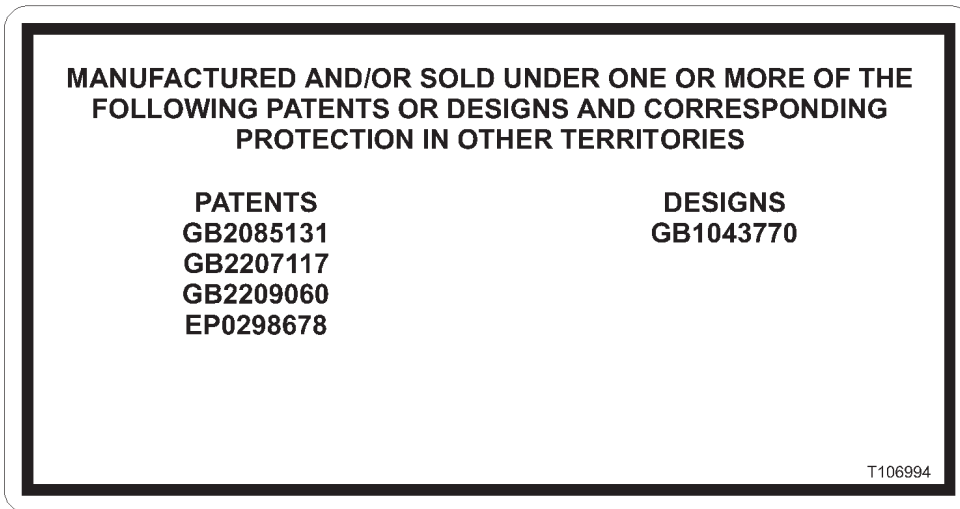 MANUFACTURED AND/OR SOLD UNDER ONE OR MORE OF THE
FOLLOWING PATENTS OR DESIGNS AND CORRESPONDING
PROTECTION IN OTHER TERRITORIES
PATENTS
GB2085131
GB2207117
GB2209060
EP0298678
DESIGNS
GB1043770
T106994